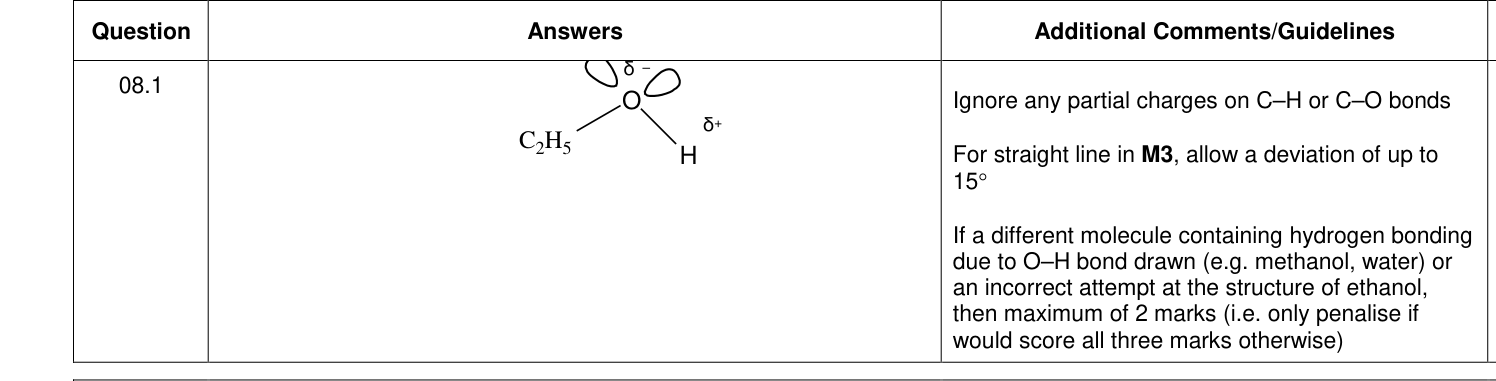 Question Answers Additional Comments/Guidelines
08.1
δ –
O
δ+
C₂H₅
H
Ignore any partial charges on C–H or C–O bonds
For straight line in M3, allow a deviation of up to
15°
If a different molecule containing hydrogen bonding
due to O–H bond drawn (e.g. methanol, water) or
an incorrect attempt at the structure of ethanol,
then maximum of 2 marks (i.e. only penalise if
would score all three marks otherwise)